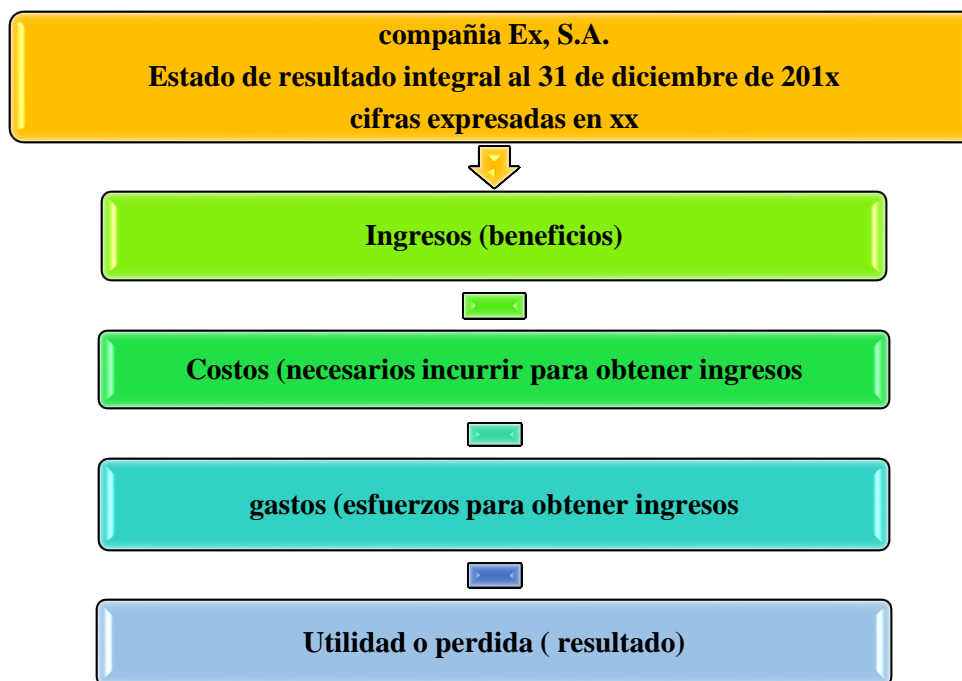 compañia Ex, S.A.
Estado de resultado integral al 31 de diciembre de 201x
cifras expresadas en xx
Ingresos (beneficios)
Costos (necesarios incurrir para obtener ingresos
gastos (esfuerzos para obtener ingresos
Utilidad o perdida ( resultado)